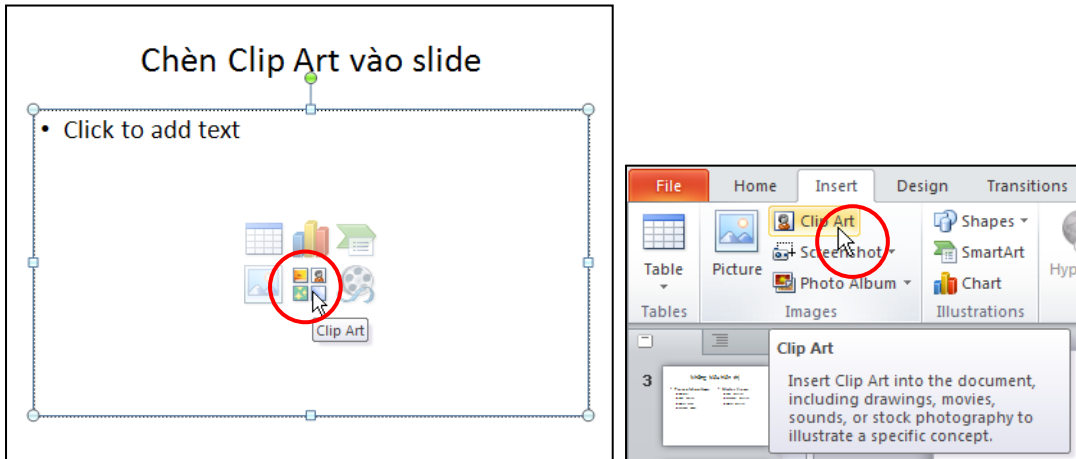 Chèn Clip Art vào slide
• Click to add text
Clip Art
File Home Insert Design Transitions
Table
Picture
Clip Art
Screenshot
Photo Album
Shapes
SmartArt
Chart
Hyp
Tables Images Illustrations
3
Clip Art
Insert Clip Art into the document,
including drawings, movies,
sounds, or stock photography to
illustrate a specific concept.